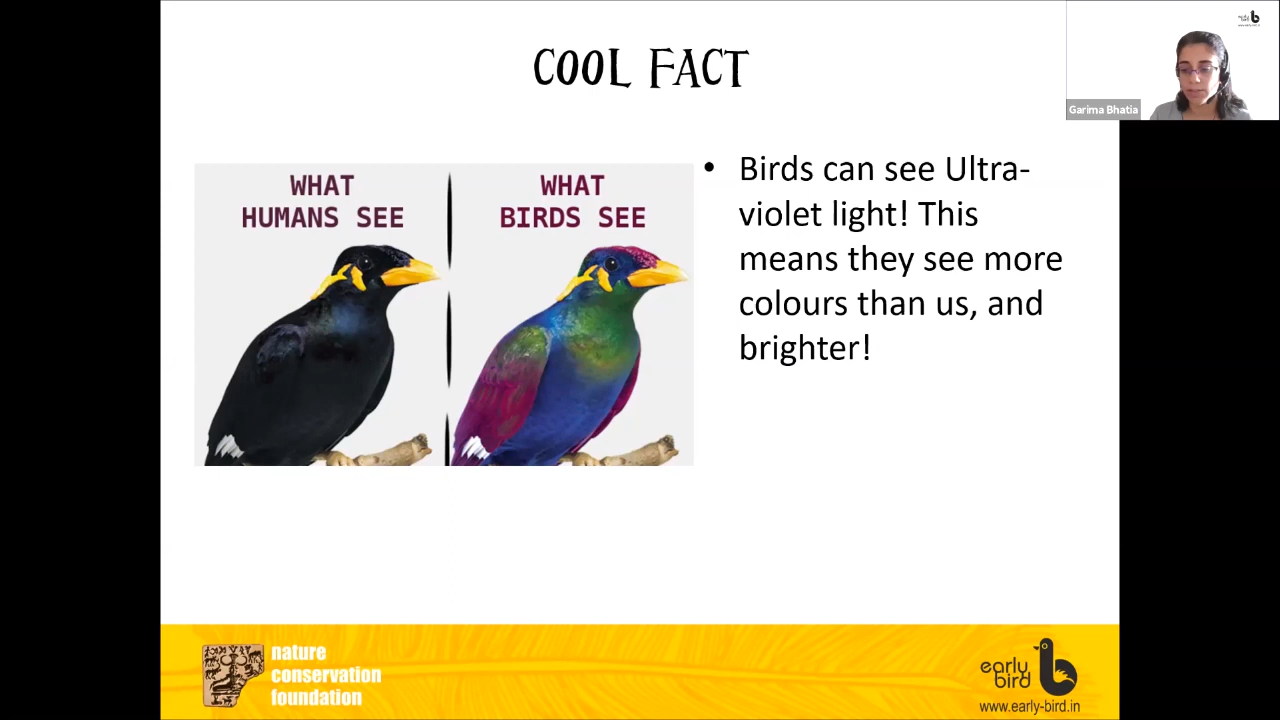 COOL FACT
Garima Bhatia
WHAT
HUMANS SEE
WHAT
BIRDS SEE
• Birds can see Ultra-
violet light! This
means they see more
colours than us, and
brighter!
nature
conservation
foundation
early
bird
www.early-bird.in